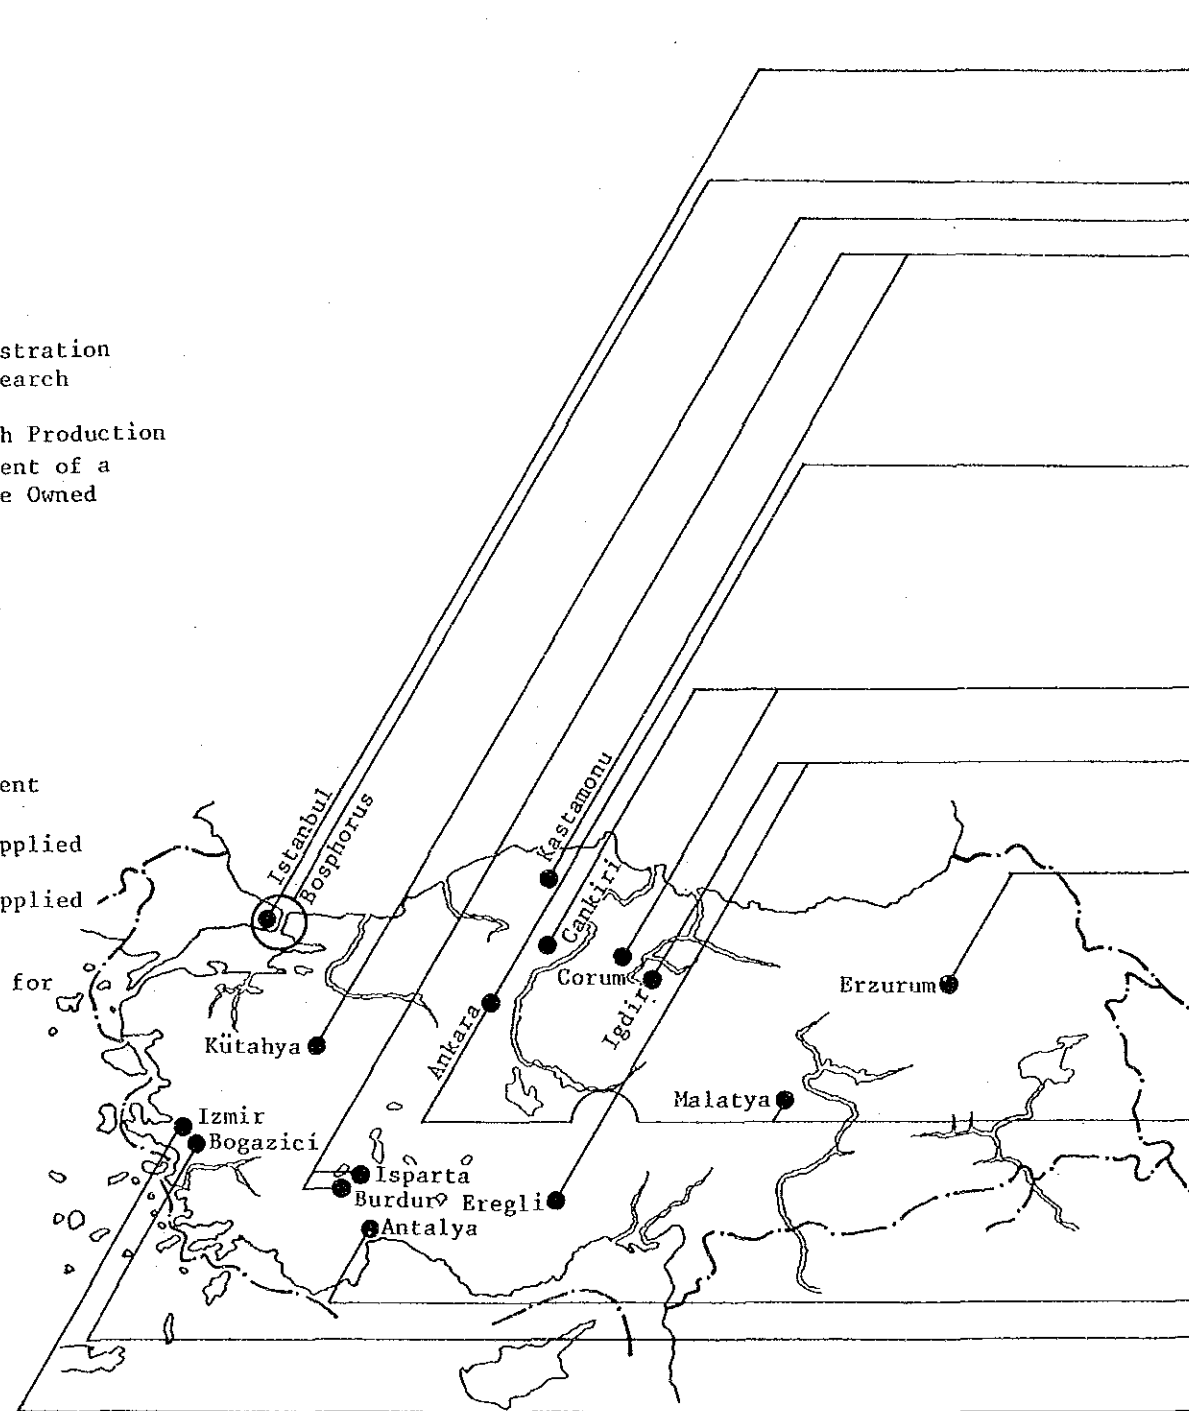 stration
earch
h Production
ent of a
e Owned
ent
pplied
pplied
for
Istanbul
Bosphorus
Kastamonu
Cankiri
Corum
Igdir
Erzurum
Ankara
Kütahya
Malatya
Izmir
Bogazici
Isparta
Burdur
Eregli
Antalya